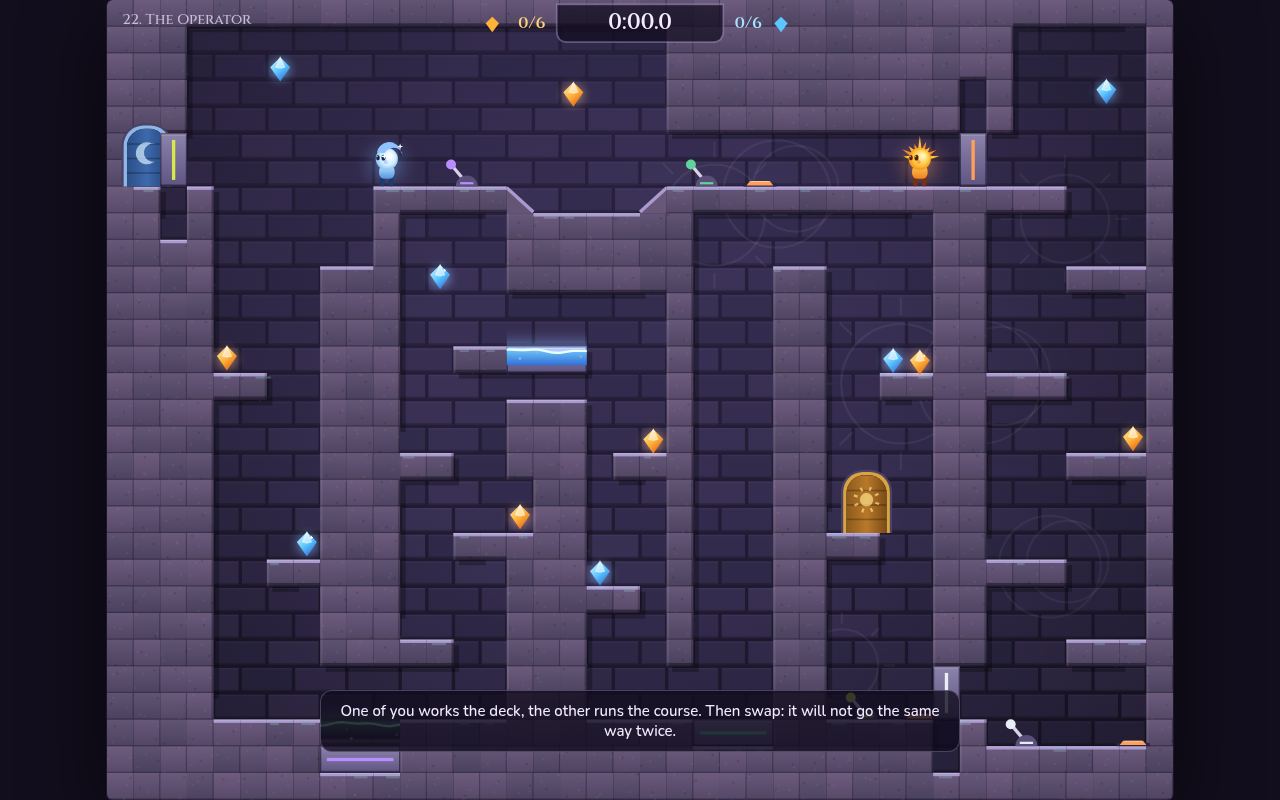 22. The Operator
0/6
0:00.0
0/6
One of you works the deck, the other runs the course. Then swap: it will not go the same
way twice.